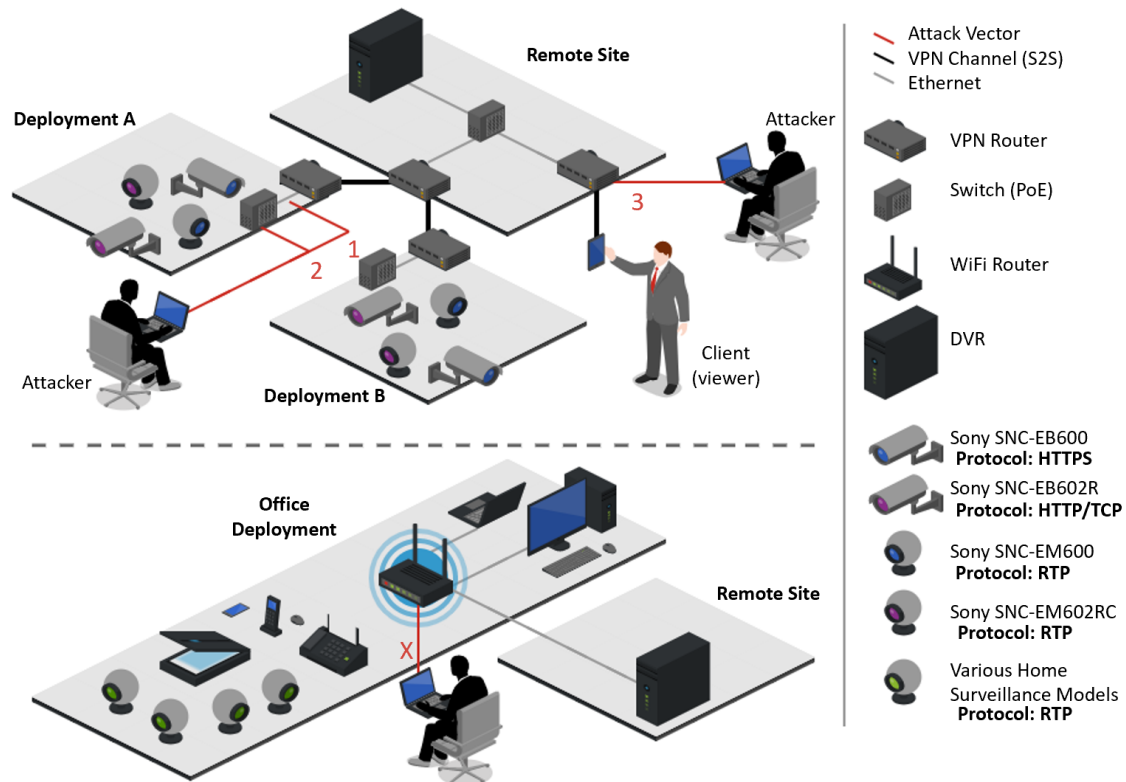 Remote Site
Deployment A
Attacker
3
1
2
Attacker
Deployment B
Client
(viewer)
Office
Deployment
Remote Site
X
Attack Vector
VPN Channel (S2S)
Ethernet
VPN Router
Switch (PoE)
WiFi Router
DVR
Sony SNC-EB600
Protocol: HTTPS
Sony SNC-EB602R
Protocol: HTTP/TCP
Sony SNC-EM600
Protocol: RTP
Sony SNC-EM602RC
Protocol: RTP
Various Home
Surveillance Models
Protocol: RTP